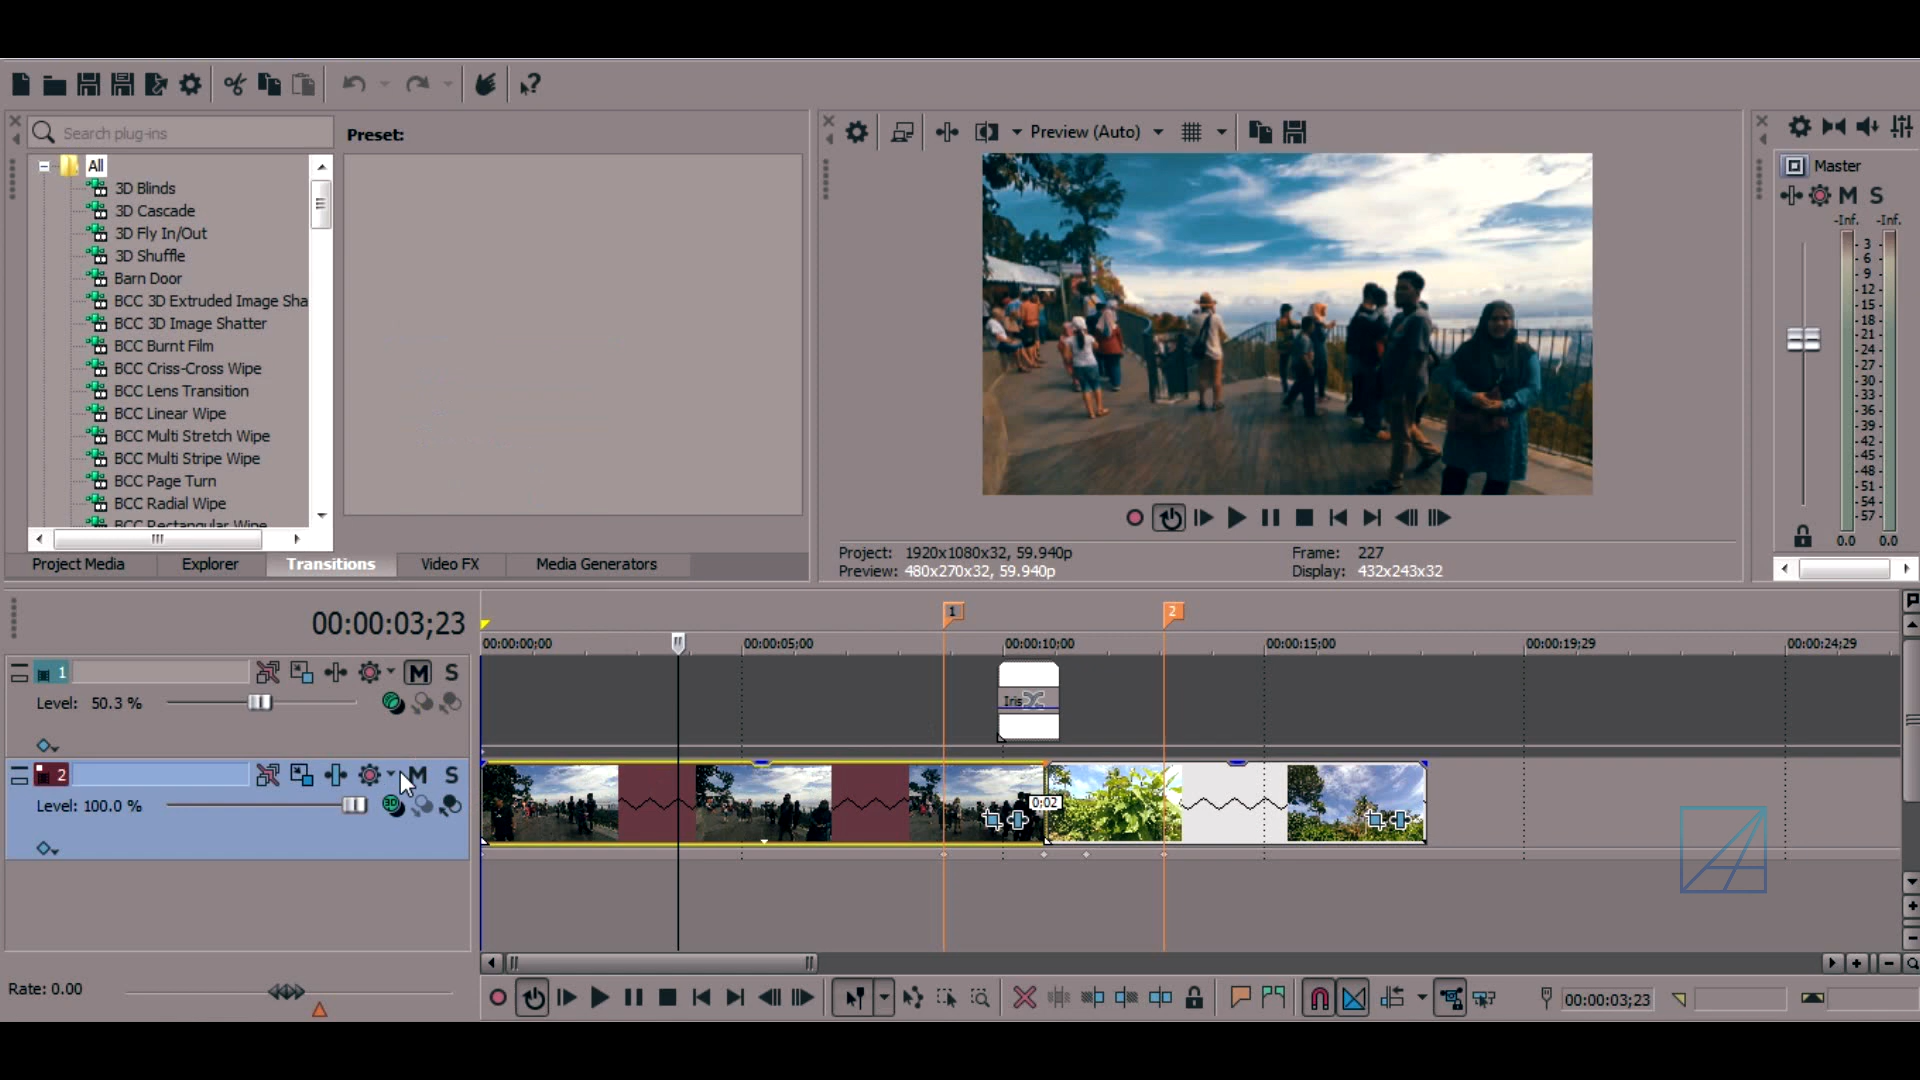 Search plug-ins
Preset:
All
3D Blinds
3D Cascade
3D Fly In/Out
3D Shuffle
Barn Door
BCC 3D Extruded Image Sha
BCC 3D Image Shatter
BCC Burnt Film
BCC Criss-Cross Wipe
BCC Lens Transition
BCC Linear Wipe
BCC Multi Stretch Wipe
BCC Multi Stripe Wipe
BCC Page Turn
BCC Radial Wipe
BCC Rectangular Wipe
Project Media
Explorer
Transitions
Video FX
Media Generators
Preview (Auto)
Project: 1920x1080x32, 59.940p
Preview: 480x270x32, 59.940p
Frame: 227
Display: 432x243x32
Master
M S
-Inf. -Inf.
3
6
9
12
15
18
21
24
27
30
33
36
39
42
45
48
51
54
57
0.0 0.0
00:00:03;23
1
2
00:00:00;00
00:00:05;00
00:00:10;00
00:00:15;00
00:00:19;29
00:00:24;29
1
M S
Level: 50.3 %
Iris
2
M S
Level: 100.0 %
3D
0;02
Rate: 0.00
00:00:03;23